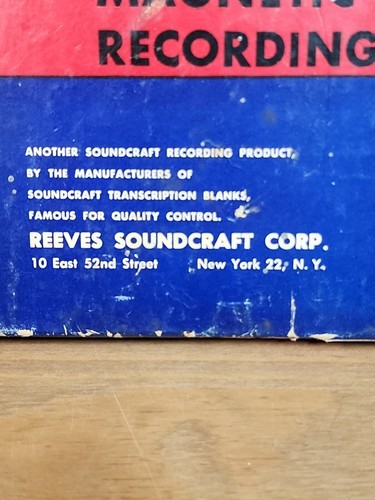 MAGNETIC
RECORDING
ANOTHER SOUNDCRAFT RECORDING PRODUCT,
BY THE MANUFACTURERS OF
SOUNDCRAFT TRANSCRIPTION BLANKS,
FAMOUS FOR QUALITY CONTROL.
REEVES SOUNDCRAFT CORP.
10 East 52nd Street New York 22, N. Y.